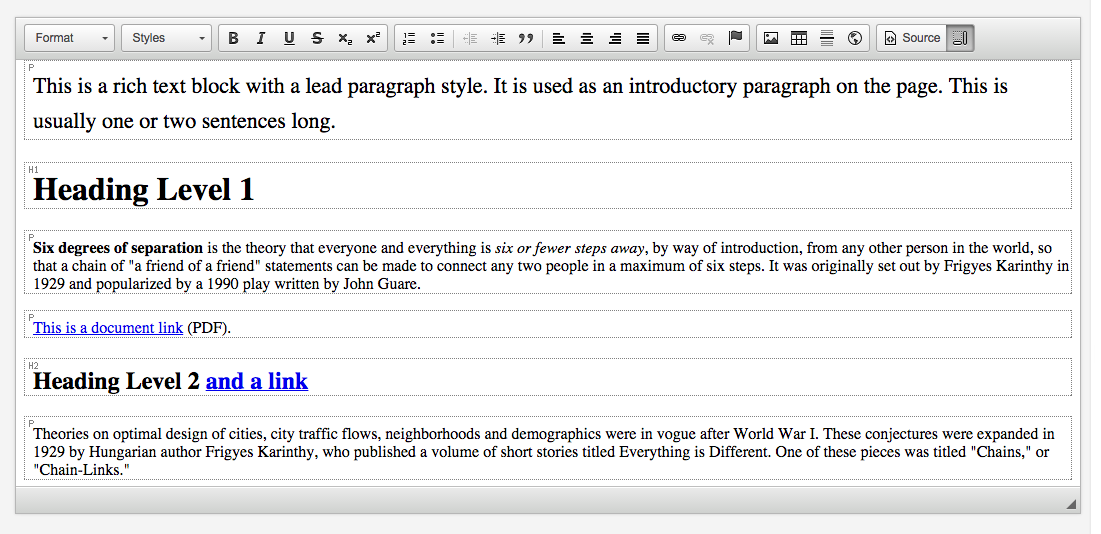 Format Styles B I U S x₂ x² Source
P
This is a rich text block with a lead paragraph style. It is used as an introductory paragraph on the page. This is
usually one or two sentences long.
H1
Heading Level 1
P
Six degrees of separation is the theory that everyone and everything is six or fewer steps away, by way of introduction, from any other person in the world, so
that a chain of "a friend of a friend" statements can be made to connect any two people in a maximum of six steps. It was originally set out by Frigyes Karinthy in
1929 and popularized by a 1990 play written by John Guare.
P
This is a document link (PDF).
H2
Heading Level 2 and a link
P
Theories on optimal design of cities, city traffic flows, neighborhoods and demographics were in vogue after World War I. These conjectures were expanded in
1929 by Hungarian author Frigyes Karinthy, who published a volume of short stories titled Everything is Different. One of these pieces was titled "Chains," or
"Chain-Links."